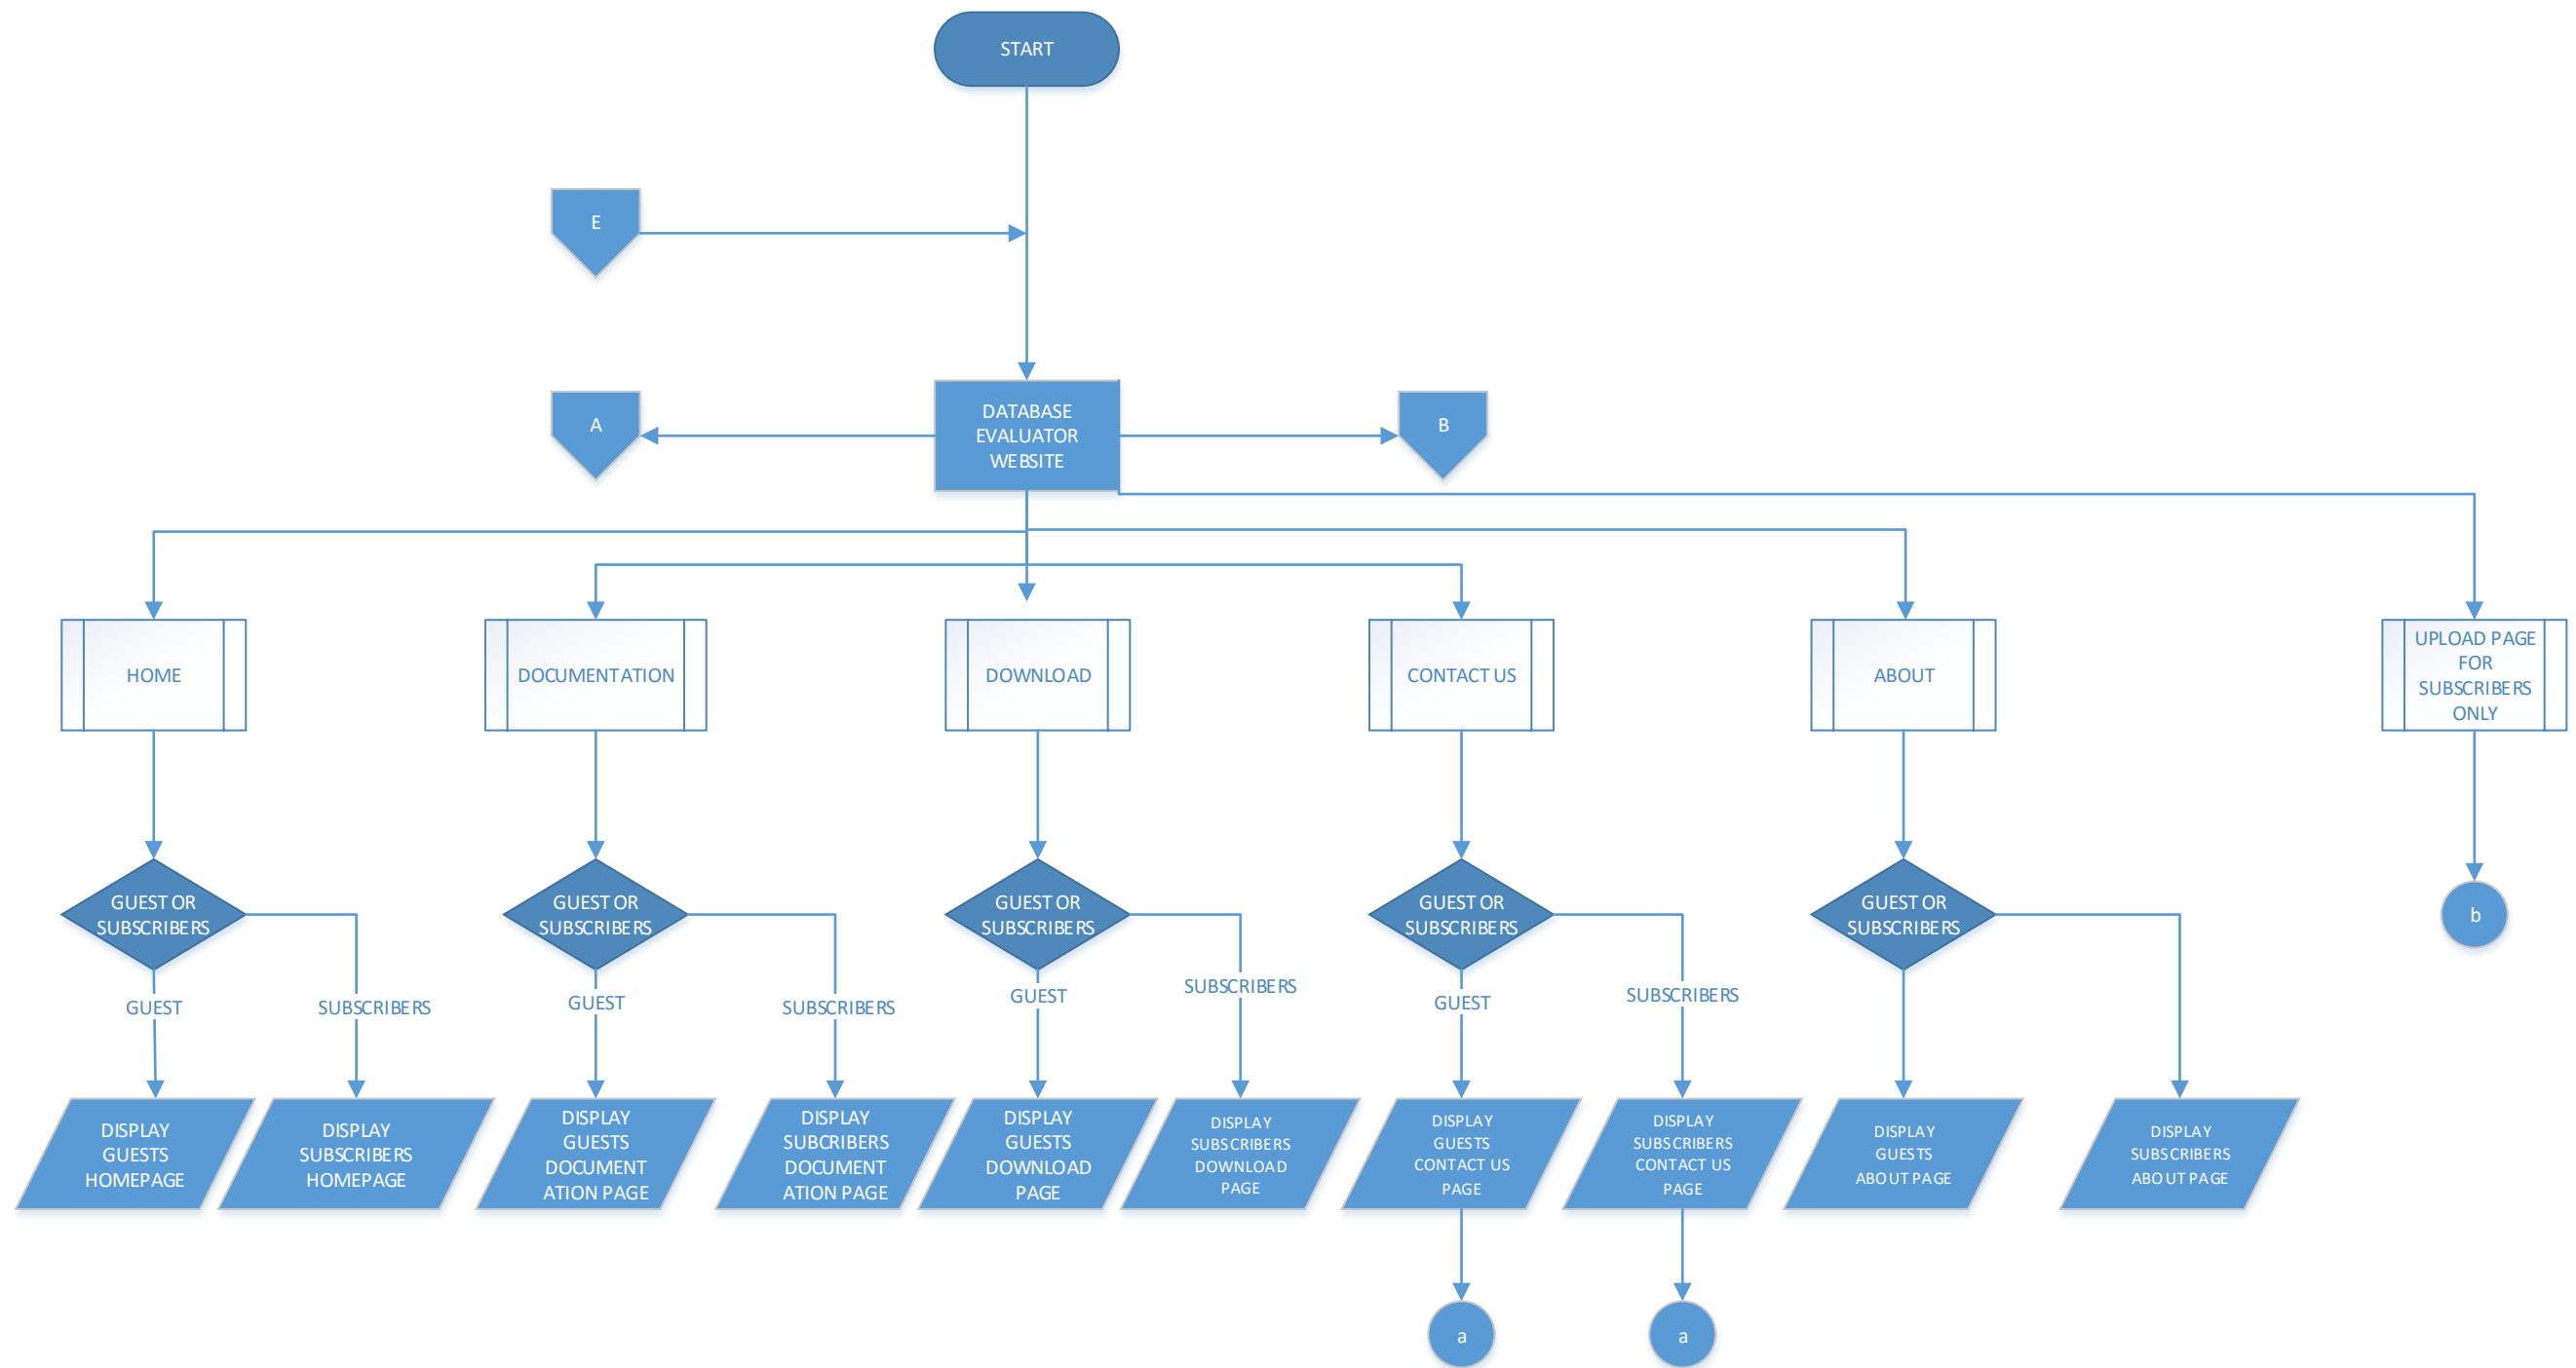 START
E
A
DATABASE
EVALUATOR
WEBSITE
B
HOME
DOCUMENTATION
DOWNLOAD
CONTACT US
ABOUT
UPLOAD PAGE
FOR
SUBSCRIBERS
ONLY
GUEST OR
SUBSCRIBERS
GUEST OR
SUBSCRIBERS
GUEST OR
SUBSCRIBERS
GUEST OR
SUBSCRIBERS
GUEST OR
SUBSCRIBERS
b
GUEST
SUBSCRIBERS
GUEST
SUBSCRIBERS
GUEST
SUBSCRIBERS
GUEST
SUBSCRIBERS
DISPLAY
GUESTS
HOMEPAGE
DISPLAY
SUBSCRIBERS
HOMEPAGE
DISPLAY
GUESTS
DOCUMENT
ATION PAGE
DISPLAY
SUBCRIBERS
DOCUMENT
ATION PAGE
DISPLAY
GUESTS
DOWNLOAD
PAGE
DISPLAY
SUBSCRIBERS
DOWNLOAD
PAGE
DISPLAY
GUESTS
CONTACT US
PAGE
DISPLAY
SUBSCRIBERS
CONTACT US
PAGE
DISPLAY
GUESTS
ABOUT PAGE
DISPLAY
SUBSCRIBERS
ABOUT PAGE
a
a